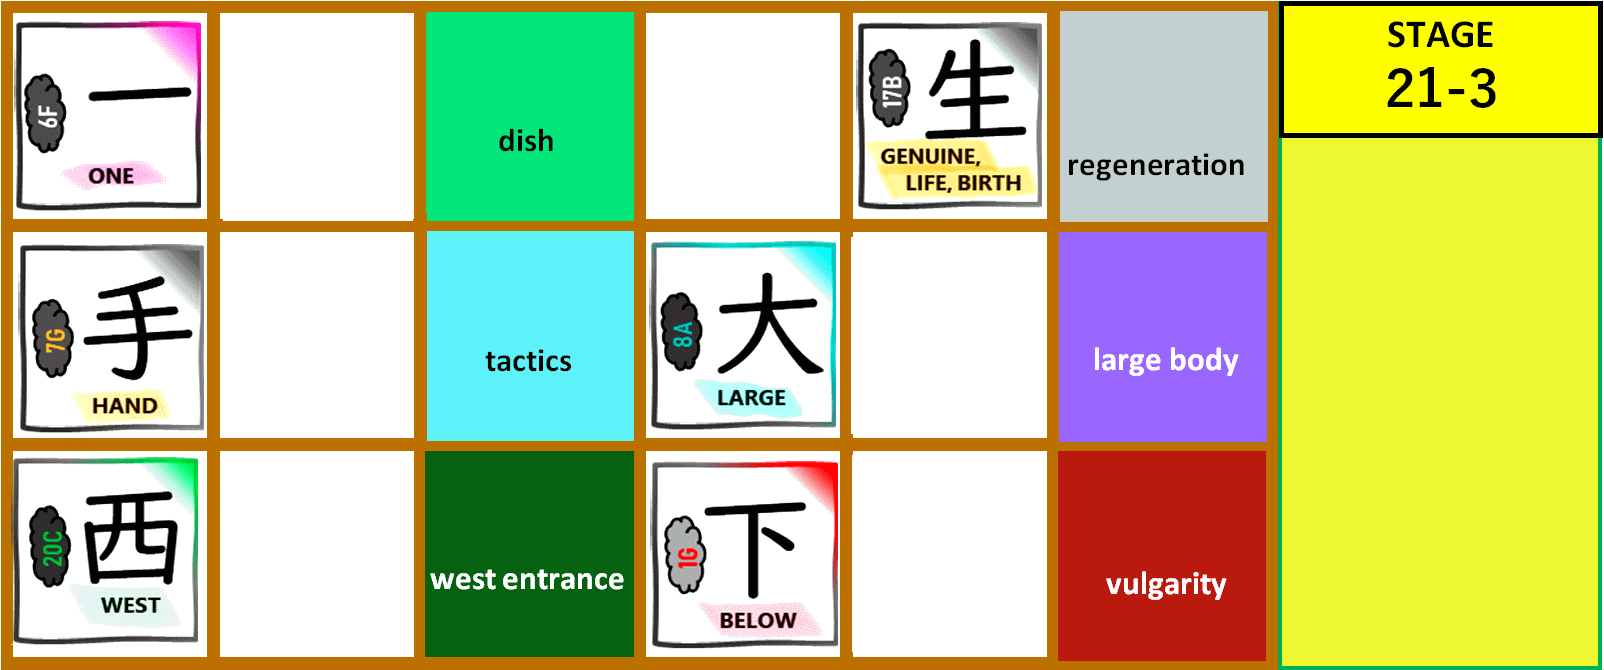 一
6F
ONE
dish
生
17B
GENUINE,
LIFE, BIRTH
regeneration
STAGE
21-3
手
7G
HAND
tactics
大
8A
LARGE
large body
西
20C
WEST
west entrance
下
1G
BELOW
vulgarity